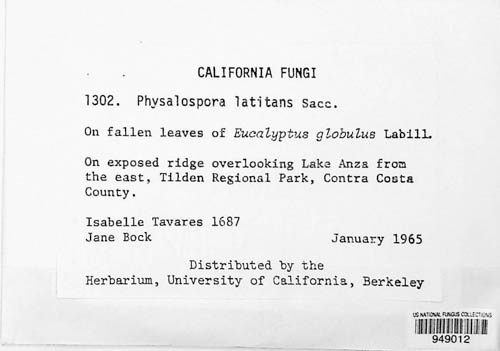 CALIFORNIA FUNGI
1302. Physalospora latitans Sacc.
On fallen leaves of Eucalyptus globulus Labill.
On exposed ridge overlooking Lake Anza from
the east, Tilden Regional Park, Contra Costa
County.
Isabelle Tavares 1687
Jane Bock January 1965
Distributed by the
Herbarium, University of California, Berkeley
US NATIONAL FUNGUS COLLECTIONS
949012